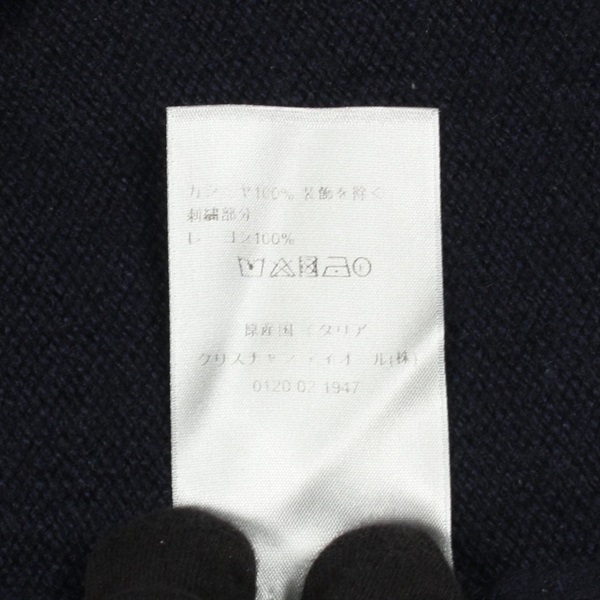 カシミヤ100% 装飾を除く
刺繍部分
レーヨン100%
原産国イタリア
クリスチャンディオール(株)
0120 02 1947